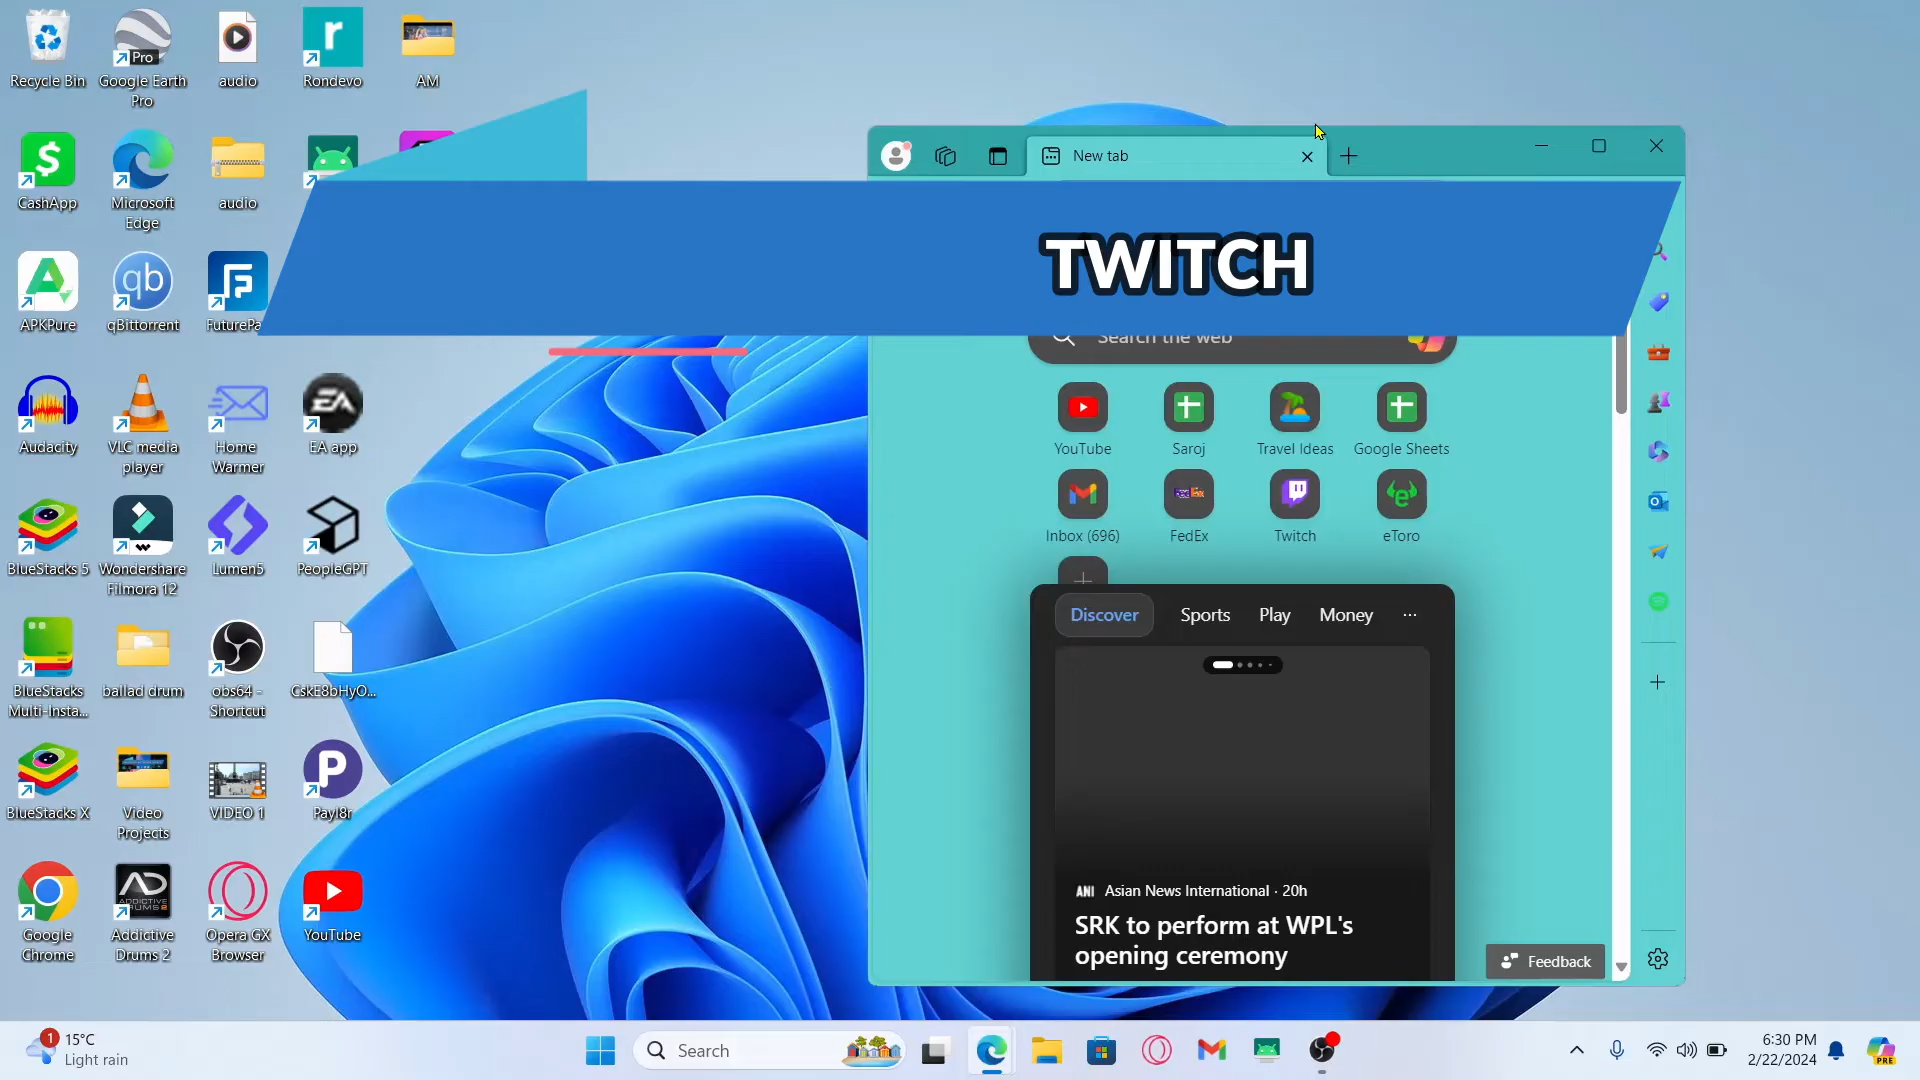 Recycle Bin
Google Earth
Pro
audio
Rondevo
AM
CashApp
Microsoft
Edge
audio
APKPure
qBittorrent
Audacity
VLC media
player
Home
Warmer
EA app
BlueStacks 5
Wondershare
Filmora 12
Lumen5
PeopleGPT
BlueStacks
Multi-Insta...
ballad drum
obs64 -
Shortcut
CskE8bHyO...
BlueStacks X
Video
Projects
VIDEO 1
Payl8r
Google
Chrome
Addictive
Drums 2
Opera GX
Browser
YouTube
New tab
TWITCH
Search the web
YouTube
Saroj
Travel Ideas
Google Sheets
Inbox (696)
FedEx
Twitch
eToro
Discover
Sports
Play
Money
ANI Asian News International · 20h
SRK to perform at WPL's
opening ceremony
Feedback
1
15°C
Light rain
Search
6:30 PM
2/22/2024
PRE